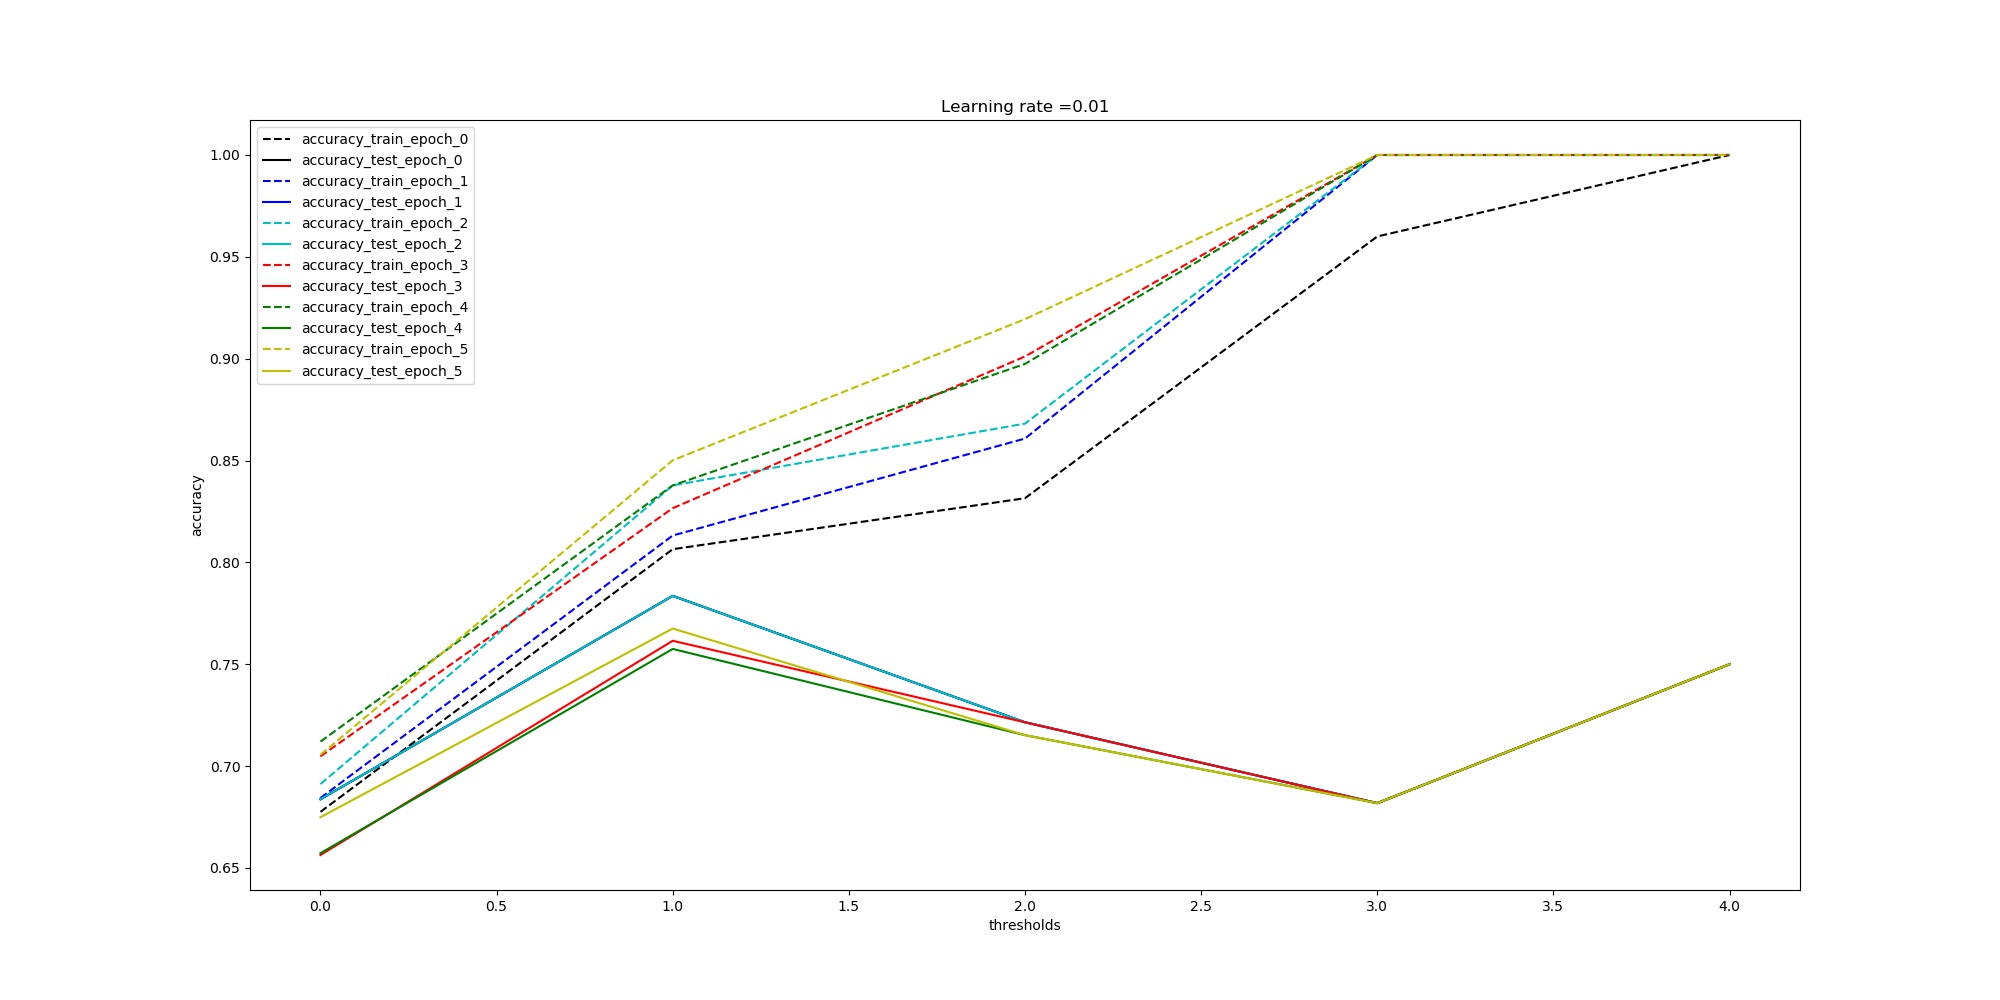 Learning rate =0.01
accuracy_train_epoch_0
accuracy_test_epoch_0
accuracy_train_epoch_1
accuracy_test_epoch_1
accuracy_train_epoch_2
accuracy_test_epoch_2
accuracy_train_epoch_3
accuracy_test_epoch_3
accuracy_train_epoch_4
accuracy_test_epoch_4
accuracy_train_epoch_5
accuracy_test_epoch_5
1.00
0.95
0.90
0.85
0.80
0.75
0.70
0.65
accuracy
0.0 0.5 1.0 1.5 2.0 2.5 3.0 3.5 4.0
thresholds